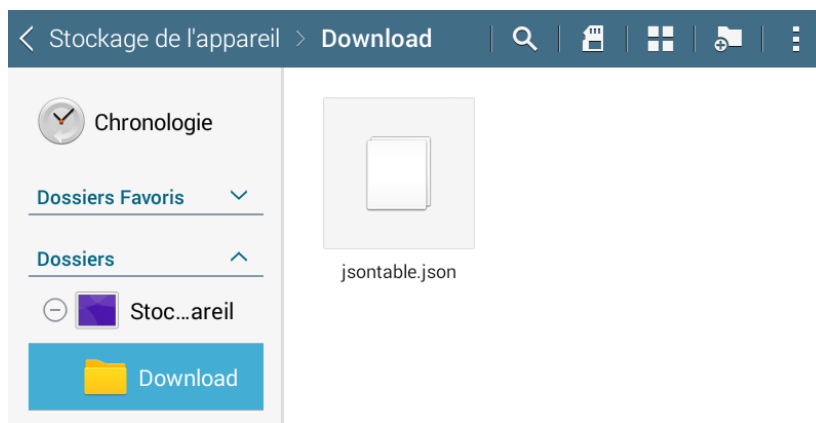 Stockage de l'appareil > Download
Chronologie
Dossiers Favoris
Dossiers
jsontable.json
Stoc...areil
Download